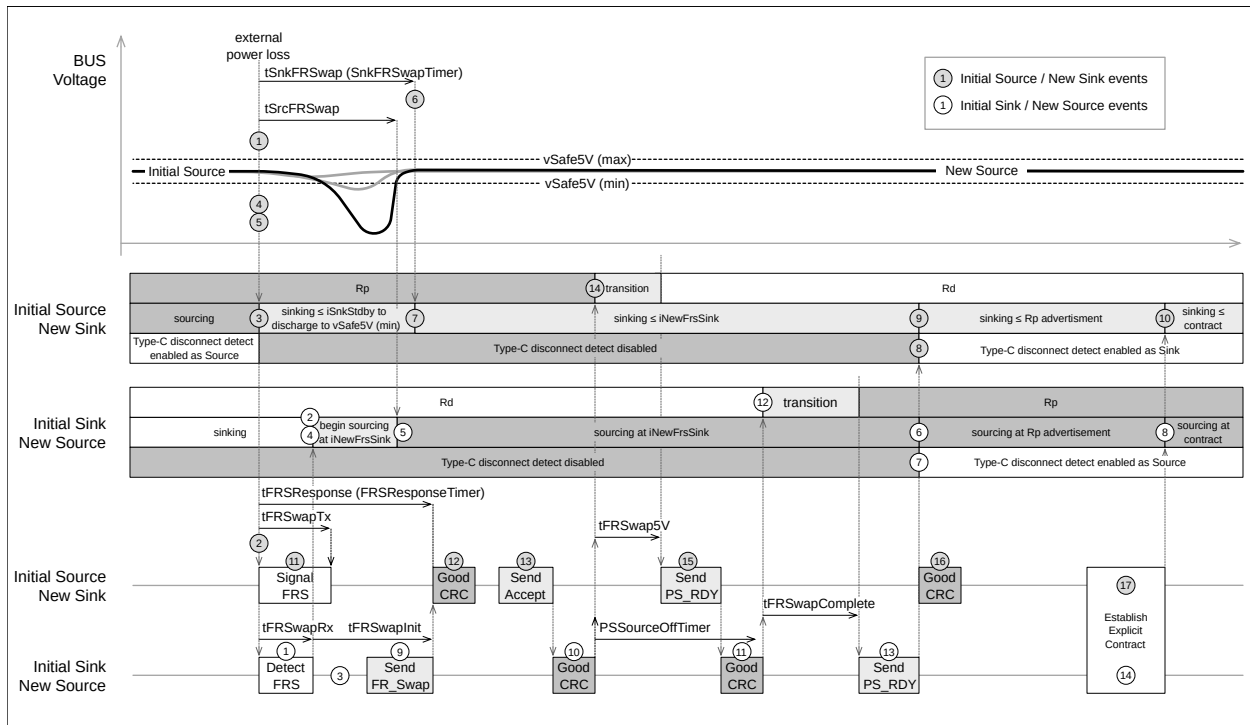 external
power loss
BUS
Voltage
tSnkFRSwap (SnkFRSwapTimer)
6
tSrcFRSwap
1
1 Initial Source / New Sink events
1 Initial Sink / New Source events
vSafe5V (max)
Initial Source
New Source
vSafe5V (min)
4
5
Initial Source
New Sink
Rp
14 transition
Rd
sourcing
3
sinking ≤ iSnkStdby to
discharge to vSafe5V (min)
7
sinking ≤ iNewFrsSink
9
sinking ≤ Rp advertisment
10
sinking ≤
contract
Type-C disconnect detect
enabled as Source
Type-C disconnect detect disabled
8
Type-C disconnect detect enabled as Sink
Initial Sink
New Source
Rd
12 transition
Rp
sinking
2
4
begin sourcing
at iNewFrsSink
5
sourcing at iNewFrsSink
6
sourcing at Rp advertisement
8
sourcing at
contract
Type-C disconnect detect disabled
7
Type-C disconnect detect enabled as Source
tFRSResponse (FRSResponseTimer)
tFRSwapTx
2
tFRSwap5V
Initial Source
New Sink
11
Signal
FRS
12
Good
CRC
13
Send
Accept
15
Send
PS_RDY
16
Good
CRC
17
Establish
Explicit
Contract
14
tFRSwapRx
tFRSwapInit
PSSourceOffTimer
tFRSwapComplete
Initial Sink
New Source
1
Detect
FRS
3
9
Send
FR_Swap
10
Good
CRC
11
Good
CRC
13
Send
PS_RDY